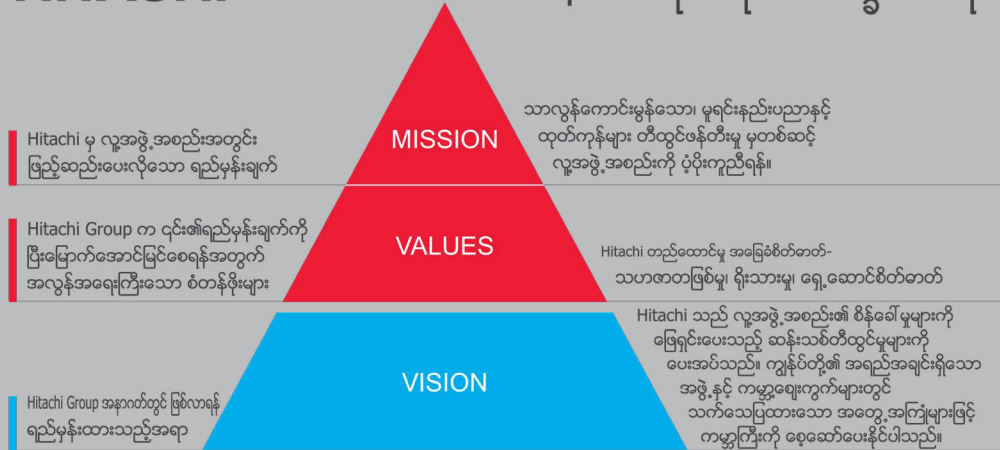 MISSION
Hitachi မှ လူ့အဖွဲ့အစည်းအတွင်း
ဖြည့်ဆည်းပေးလိုသော ရည်မှန်းချက်
သာလွန်ကောင်းမွန်သော၊ မူရင်းနည်းပညာနှင့်
ထုတ်ကုန်များ တီထွင်ဖန်တီးမှု မှတစ်ဆင့်
လူ့အဖွဲ့အစည်းကို ပံ့ပိုးကူညီရန်။
VALUES
Hitachi Group က ၎င်း၏ရည်မှန်းချက်ကို
ပြီးမြောက်အောင်မြင်စေရန်အတွက်
အလွန်အရေးကြီးသော စံတန်ဖိုးများ
Hitachi တည်ထောင်မှု အခြေခံစိတ်ဓာတ်-
သဟဇာတဖြစ်မှု၊ ရိုးသားမှု၊ ရှေ့ဆောင်စိတ်ဓာတ်
VISION
Hitachi Group အနာဂတ်တွင် ဖြစ်လာရန်
ရည်မှန်းထားသည့်အရာ
Hitachi သည် လူ့အဖွဲ့အစည်း၏ စိန်ခေါ်မှုများကို
ဖြေရှင်းပေးသည့် ဆန်းသစ်တီထွင်မှုများကို
ပေးအပ်သည်။ ကျွန်ုပ်တို့၏ အရည်အချင်းရှိသော
အဖွဲ့နှင့် ကမ္ဘာ့ဈေးကွက်များတွင်
သက်သေပြထားသော အတွေ့အကြုံများဖြင့်
ကမ္ဘာကြီးကို စေ့ဆော်ပေးနိုင်ပါသည်။